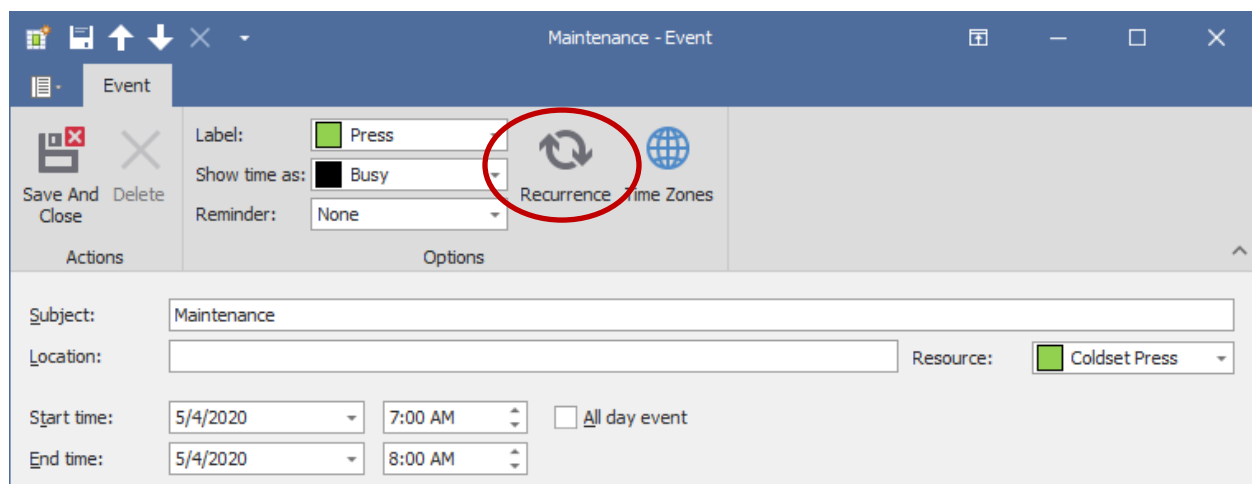 Maintenance - Event
Event
Label: Press
Show time as: Busy
Reminder: None
Save And Close
Delete
Recurrence
Time Zones
Actions
Options
Subject: Maintenance
Location:
Resource: Coldset Press
Start time: 5/4/2020 7:00 AM All day event
End time: 5/4/2020 8:00 AM